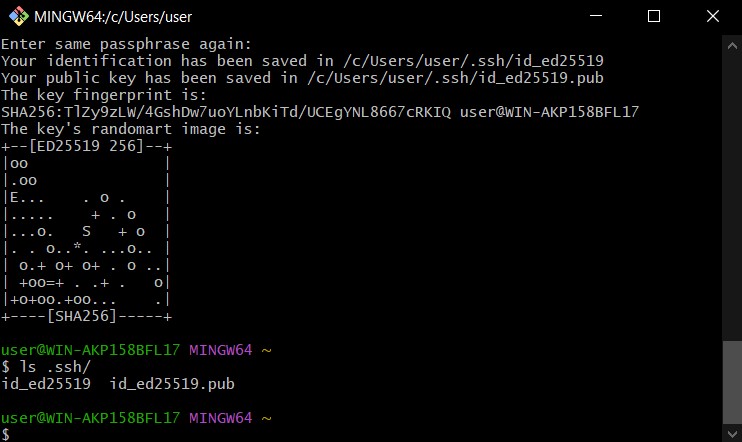 MINGW64:/c/Users/user
Enter same passphrase again:
Your identification has been saved in /c/Users/user/.ssh/id_ed25519
Your public key has been saved in /c/Users/user/.ssh/id_ed25519.pub
The key fingerprint is:
SHA256:TlZy9zLW/4GshDw7uoYLnbKiTd/UCEgYNL8667cRKIQ user@WIN-AKP158BFL17
The key's randomart image is:
+--[ED25519 256]--+
|oo               |
|.oo              |
|E...    . o .    |
|.....    + . o   |
|...o.   S   + o  |
|. . o..*. ...o.. |
| o.+ o+ o+ . o ..|
| +oo=+ . .+ .   o|
|+o+oo.+oo...    .|
+----[SHA256]-----+
user@WIN-AKP158BFL17 MINGW64 ~
$ ls .ssh/
id_ed25519  id_ed25519.pub
user@WIN-AKP158BFL17 MINGW64 ~
$